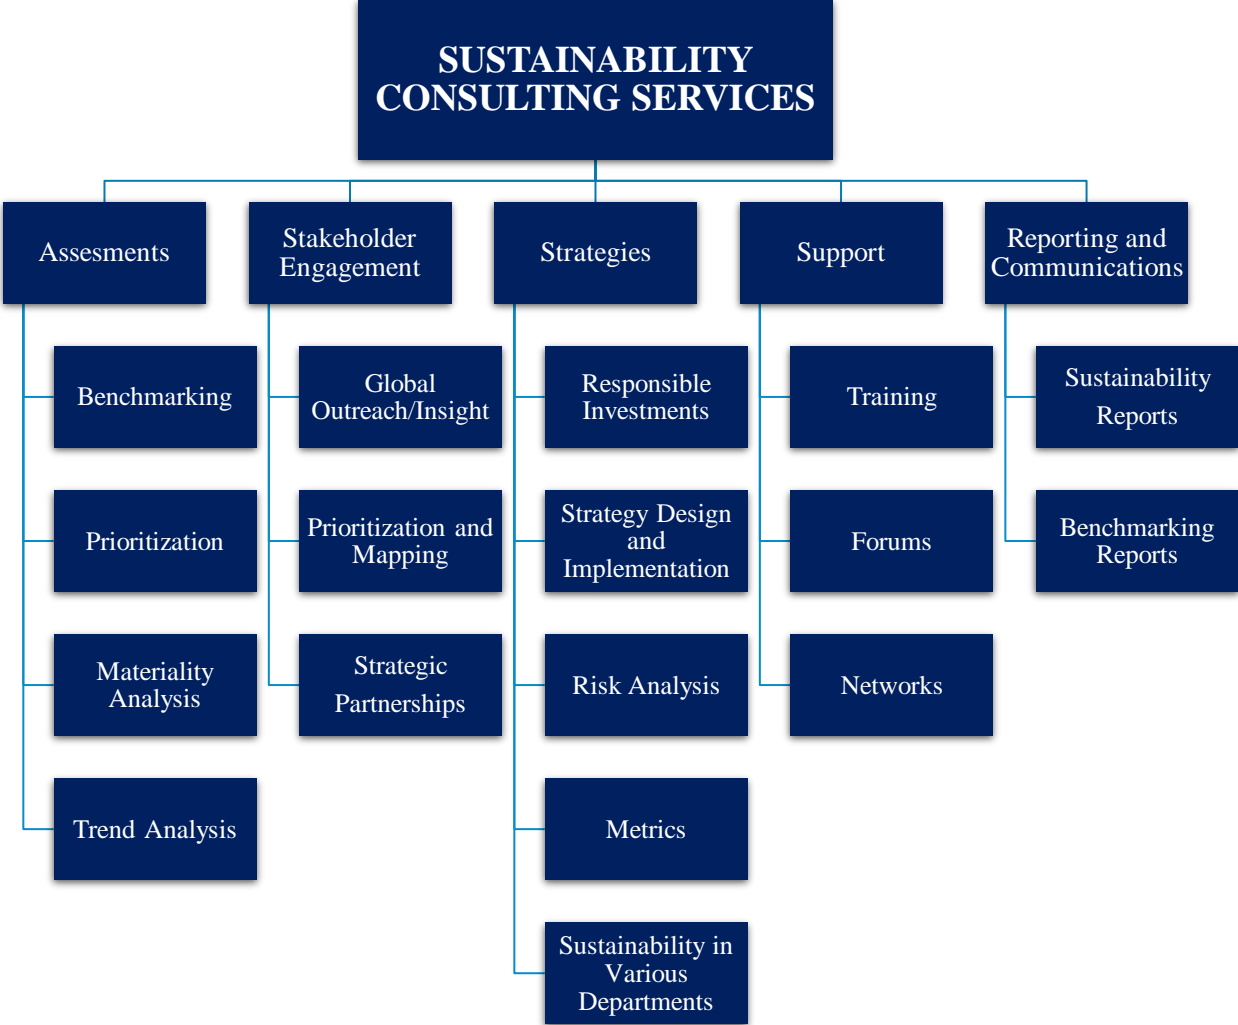 SUSTAINABILITY
CONSULTING SERVICES
Assesments
Stakeholder
Engagement
Strategies
Support
Reporting and
Communications
Benchmarking
Prioritization
Materiality
Analysis
Trend Analysis
Global
Outreach/Insight
Prioritization and
Mapping
Strategic
Partnerships
Responsible
Investments
Strategy Design
and
Implementation
Risk Analysis
Metrics
Sustainability in
Various
Departments
Training
Forums
Networks
Sustainability
Reports
Benchmarking
Reports